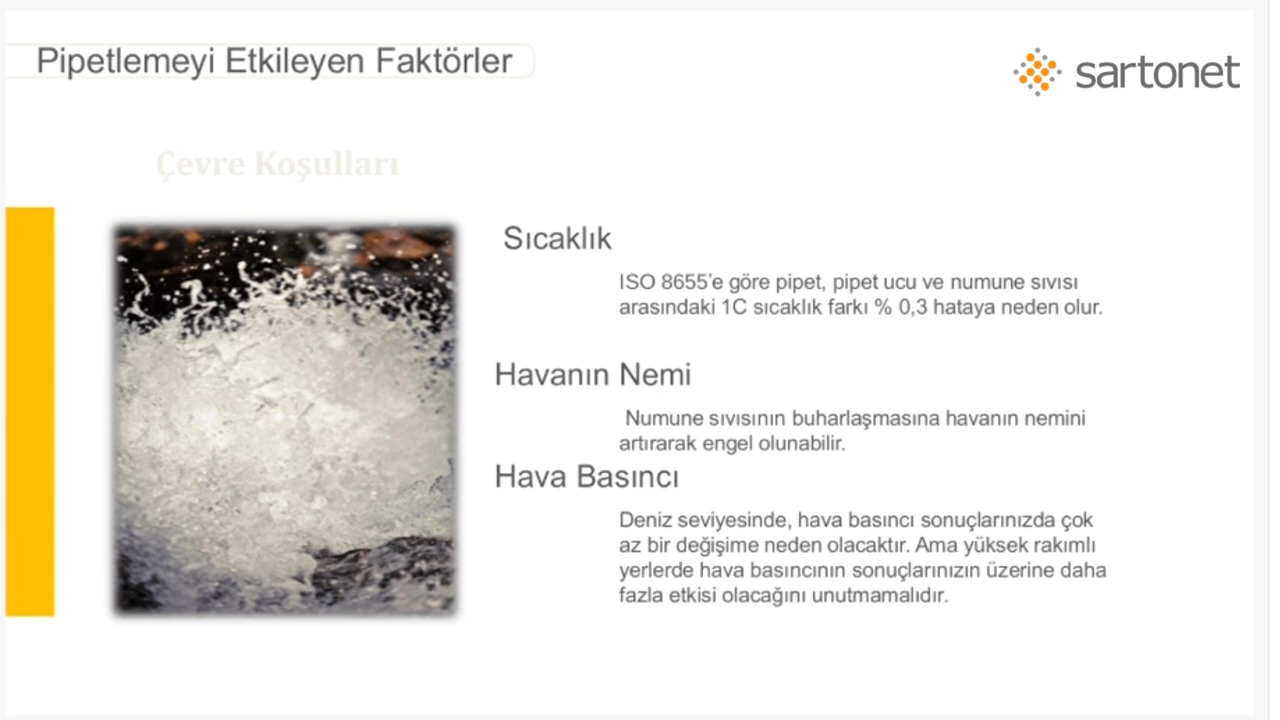 Pipetlemeyi Etkileyen Faktörler
sartonet
Çevre Koşulları
Sıcaklık
ISO 8655'e göre pipet, pipet ucu ve numune sıvısı
arasındaki 1C sıcaklık farkı % 0,3 hataya neden olur.
Havanın Nemi
Numune sıvısının buharlaşmasına havanın nemini
artırarak engel olunabilir.
Hava Basıncı
Deniz seviyesinde, hava basıncı sonuçlarınızda çok
az bir değişime neden olacaktır. Ama yüksek rakımlı
yerlerde hava basıncının sonuçlarınızın üzerine daha
fazla etkisi olacağını unutmamalıdır.